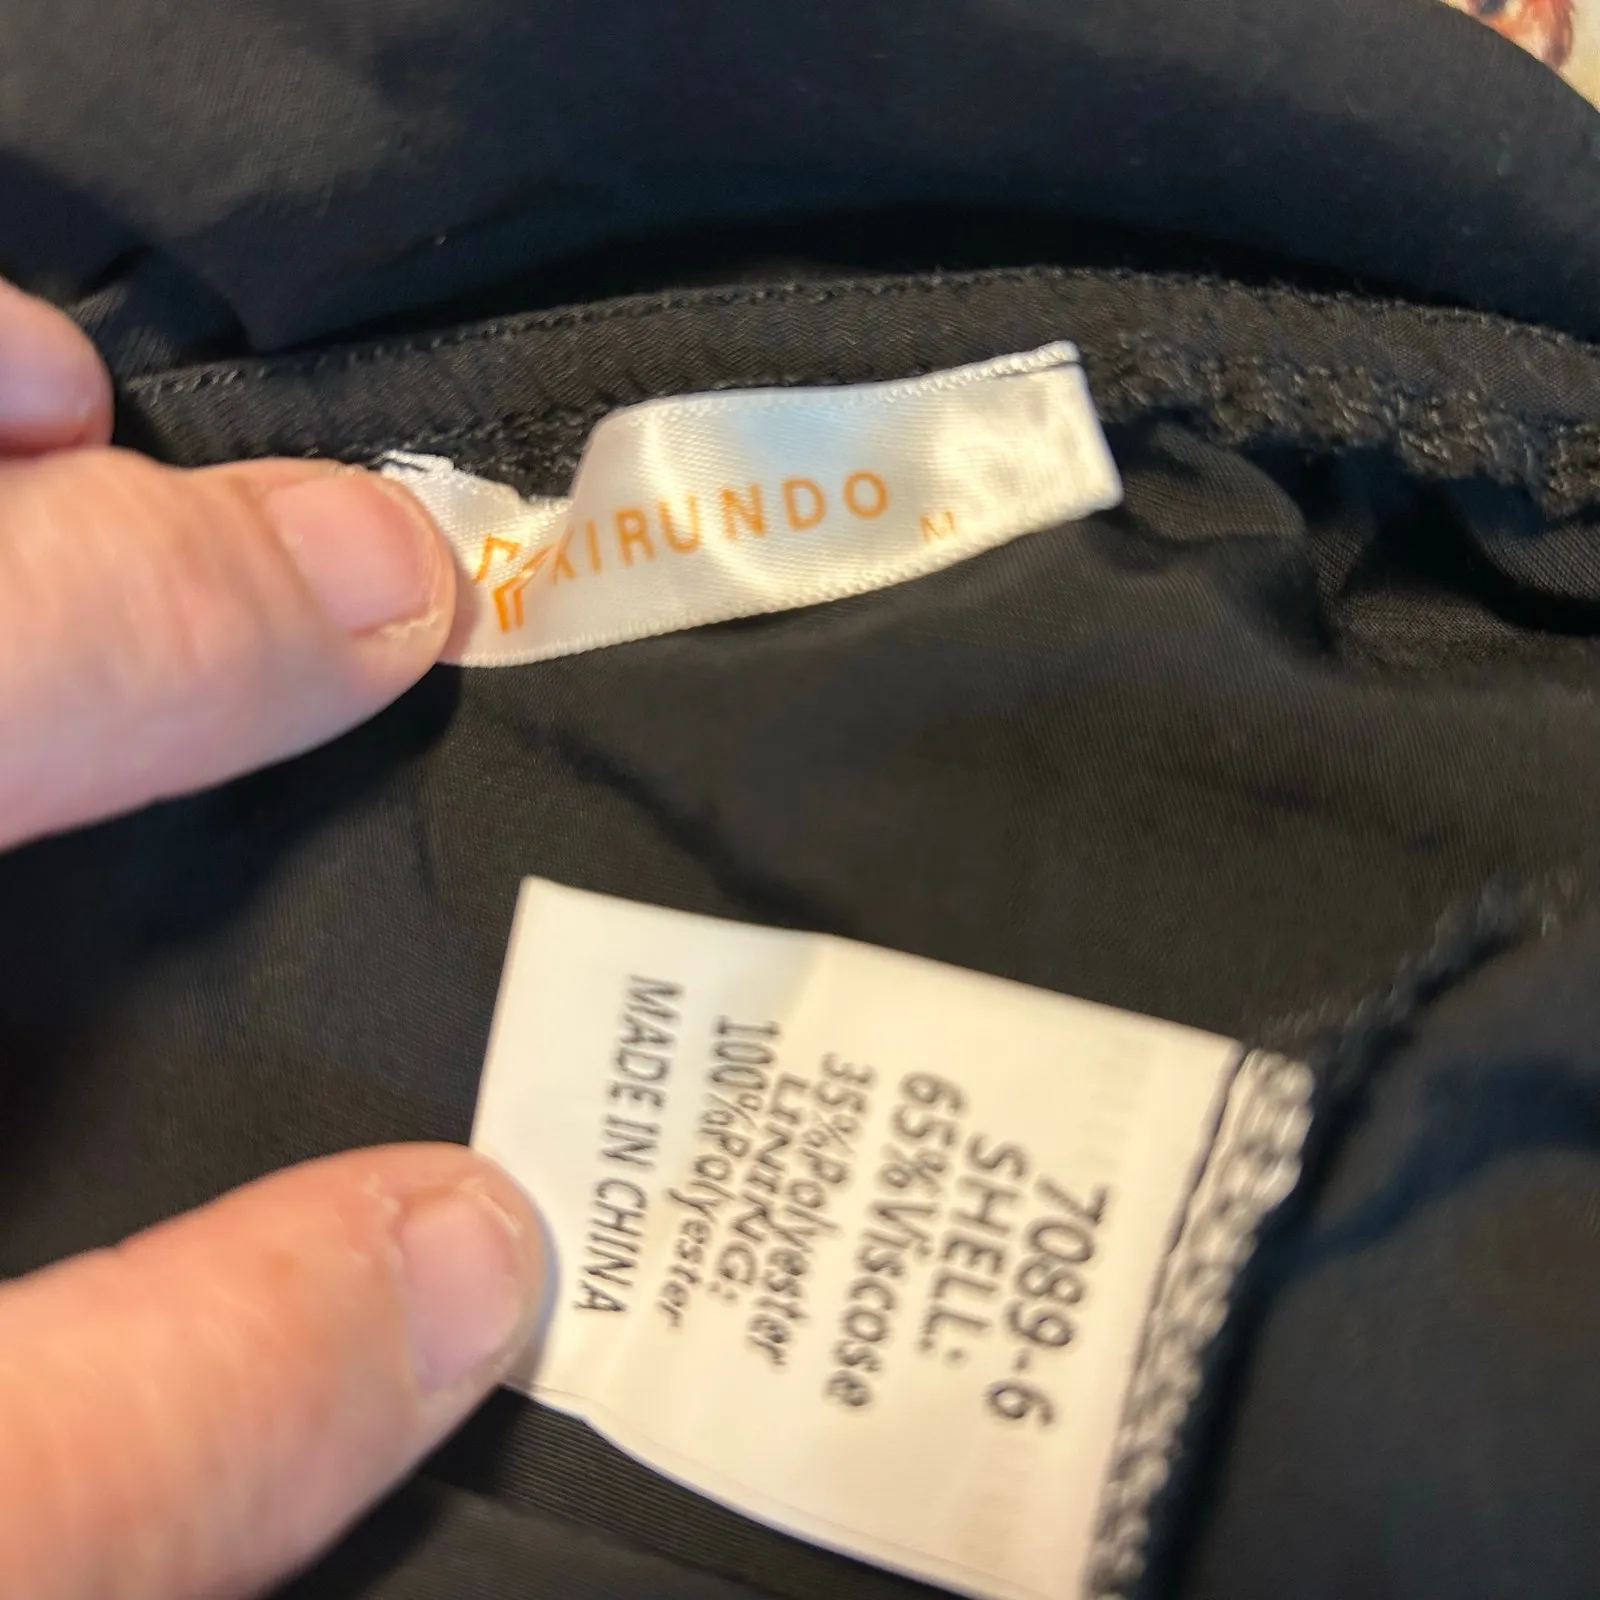 KIRUNDO
M
7089-6
SHELL:
65%Viscose
35%Polyester
LINING:
100%Polyester
MADE IN CHINA